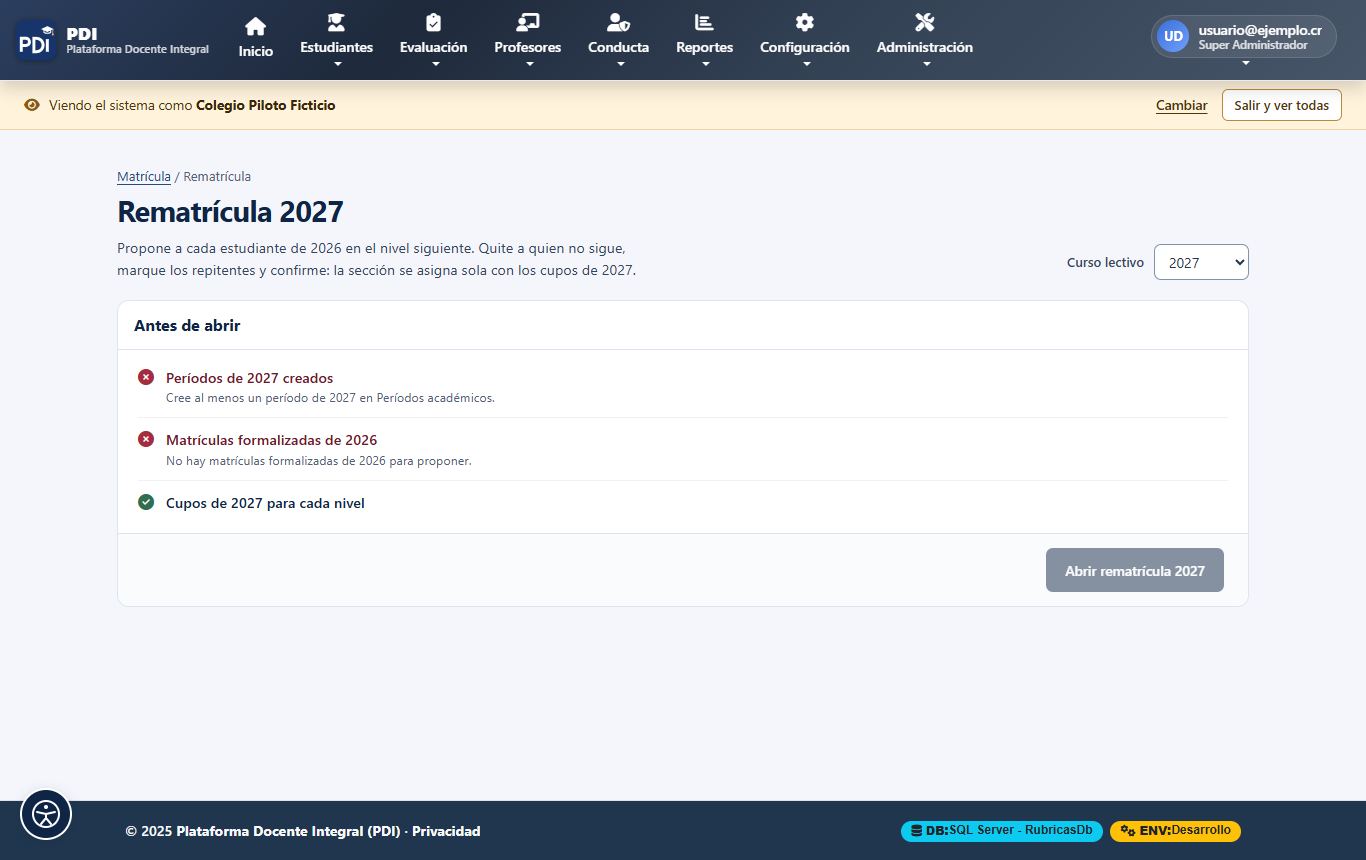 PDI
PDI
Plataforma Docente Integral
Inicio
Estudiantes
Evaluación
Profesores
Conducta
Reportes
Configuración
Administración
UD
usuario@ejemplo.cr
Super Administrador
Viendo el sistema como Colegio Piloto Ficticio
Cambiar
Salir y ver todas
Matrícula / Rematrícula
Rematrícula 2027
Propone a cada estudiante de 2026 en el nivel siguiente. Quite a quien no sigue,
marque los repitentes y confirme: la sección se asigna sola con los cupos de 2027.
Curso lectivo
2027
Antes de abrir
Períodos de 2027 creados
Cree al menos un período de 2027 en Períodos académicos.
Matrículas formalizadas de 2026
No hay matrículas formalizadas de 2026 para proponer.
Cupos de 2027 para cada nivel
Abrir rematrícula 2027
© 2025 Plataforma Docente Integral (PDI) · Privacidad
DB:SQL Server - RubricasDb
ENV:Desarrollo